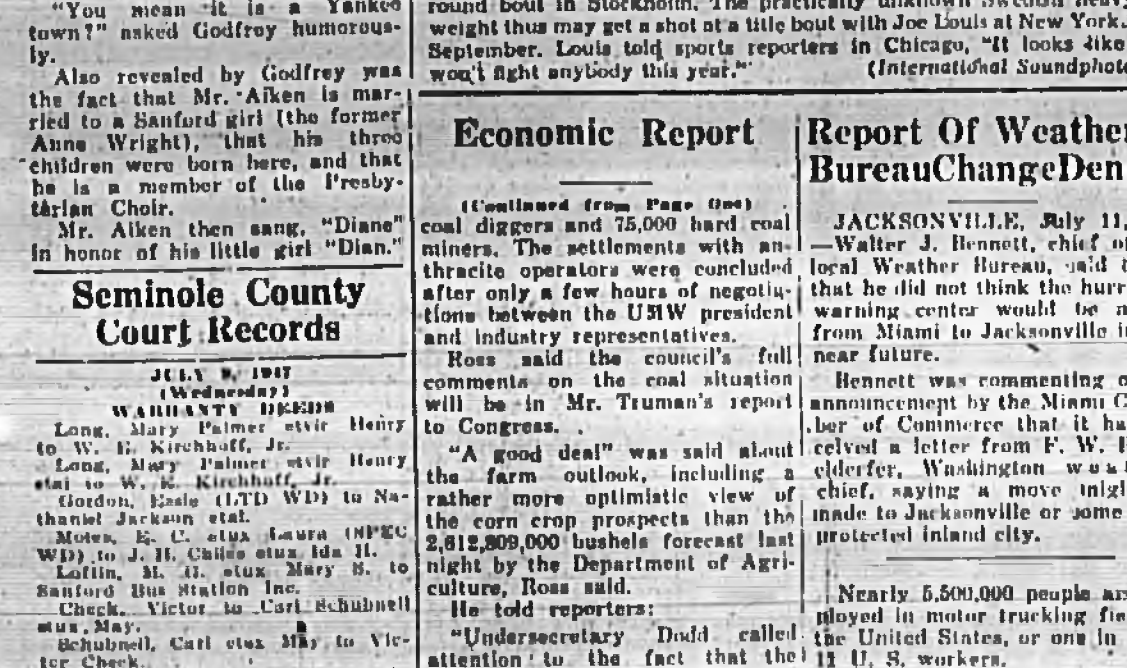 "You mean it is a Yankee
town?" asked Godfrey humorous-
ly.
Also revealed by Godfrey was
the fact that Mr. Aiken is mar-
ried to a Sanford girl (the former
Anne Wright), that his three
children were born here, and that
he is a member of the Presby-
tarian Choir.
Mr. Aiken then sang, "Diane"
in honor of his little girl "Dian."
Seminole County
Court Records
JULY 9, 1947
(Wednesday)
WARRANTY DEEDS
Long, Mary Palmer etvir Henry
to W. E. Kirchhoff, Jr.
Long, Mary Palmer etvir Henry
etal to W. E. Kirchhoff, Jr.
Gordon, (LTD WD) to Na-
thaniel Jackson etal.
Moten, E. C. etux Laura (SPEC
WD) to J. H. Childs etux Ida H.
Loftin, M. G. etux Mary B. to
Sanford Bus Station Inc.
Check, Victor to Carl Schubnell
etux, May.
Schubnell, Carl etux May to Vic-
tor Check.
round bout in Stockholm. The practically unknown Swedish heavy
weight thus may get a shot at a title bout with Joe Louis at New York.
September. Louis told sports reporters in Chicago, "It looks like
won't fight anybody this year."
(International Soundphoto
Economic Report
(Continued from Page One)
coal diggers and 75,000 hard coal
miners. The settlements with an-
thracite operators were concluded
after only a few hours of negotia-
tions between the UMW president
and industry representatives.
Ross said the council's full
comments on the coal situation
will be in Mr. Truman's report
to Congress.
"A good deal" was said about
the farm outlook, including a
rather more optimistic view of
the corn crop prospects than the
2,612,809,000 bushels forecast last
night by the Department of Agri-
culture, Ross said.
He told reporters:
"Undersecretary Dodd called
attention to the fact that the
Report Of Weather
BureauChangeDen
JACKSONVILLE, July 11,
—Walter J. Bennett, chief of
local Weather Bureau, said
that he did not think the hurr
warning center would be
from Miami to Jacksonville i
near future.
Bennett was commenting
announcement by the Miami C
ber of Commerce that it ha
ceived a letter from F. W.
elderfer, Washington
chief, saying a move
made to Jacksonville or some
protected inland city.
Nearly 5,500,000 people are
ployed in motor trucking fie
the United States, or one in
11 U. S. workers.